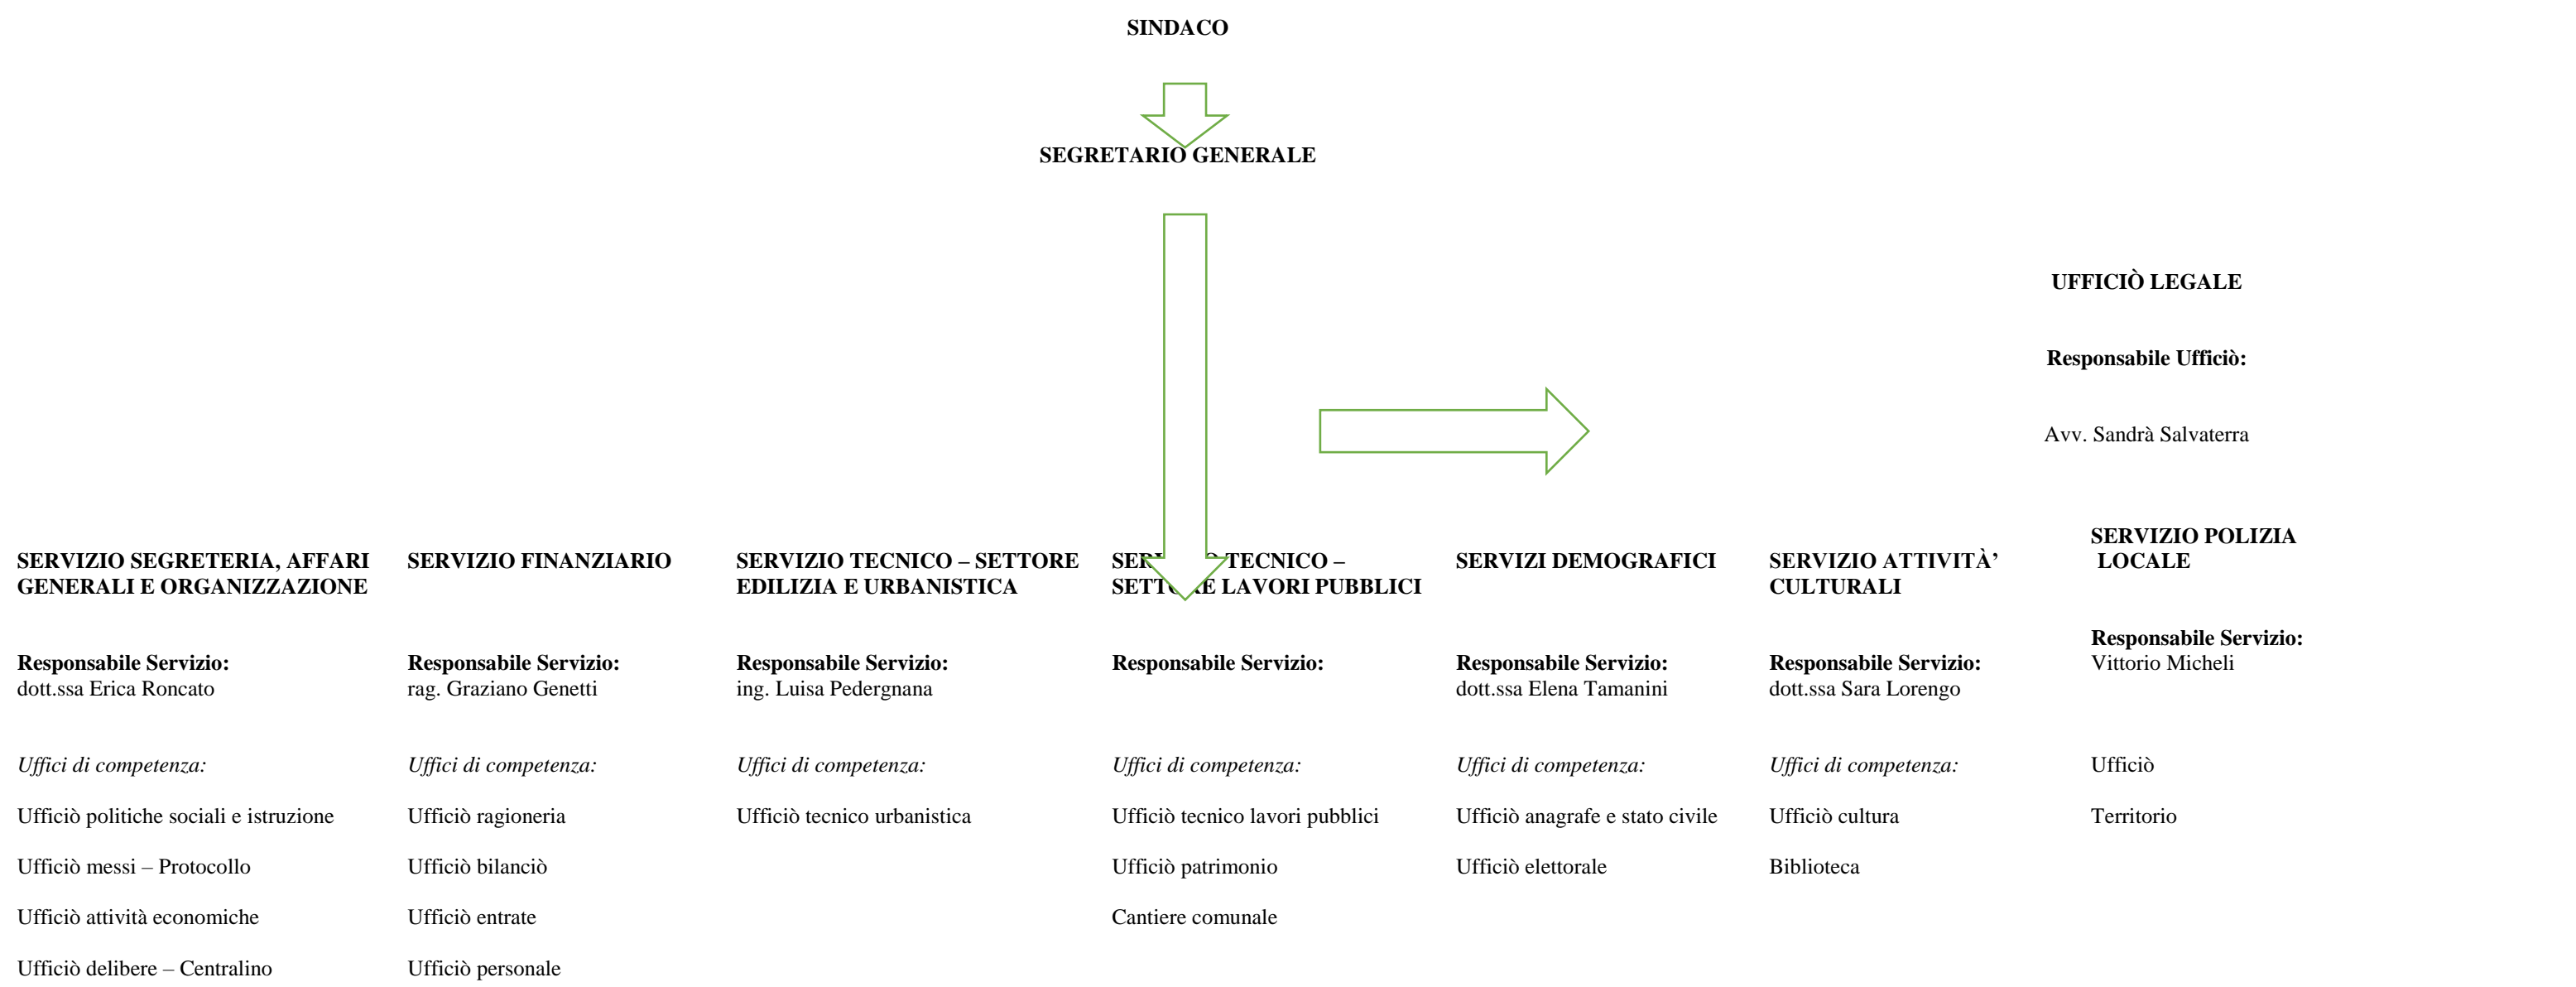 SINDACO
SEGRETARIO GENERALE
UFFICIÒ LEGALE
Responsabile Ufficiò:
Avv. Sandrà Salvaterra
SERVIZIO SEGRETERIA, AFFARI
GENERALI E ORGANIZZAZIONE
Responsabile Servizio:
dott.ssa Erica Roncato
Uffici di competenza:
Ufficiò politiche sociali e istruzione
Ufficiò messi – Protocollo
Ufficiò attività economiche
Ufficiò delibere – Centralino
SERVIZIO FINANZIARIO
Responsabile Servizio:
rag. Graziano Genetti
Uffici di competenza:
Ufficiò ragioneria
Ufficiò bilanciò
Ufficiò entrate
Ufficiò personale
SERVIZIO TECNICO – SETTORE
EDILIZIA E URBANISTICA
Responsabile Servizio:
ing. Luisa Pedergnana
Uffici di competenza:
Ufficiò tecnico urbanistica
SERVIZIO TECNICO –
SETTORE LAVORI PUBBLICI
Responsabile Servizio:
Uffici di competenza:
Ufficiò tecnico lavori pubblici
Ufficiò patrimonio
Cantiere comunale
SERVIZI DEMOGRAFICI
Responsabile Servizio:
dott.ssa Elena Tamanini
Uffici di competenza:
Ufficiò anagrafe e stato civile
Ufficiò elettorale
SERVIZIO ATTIVITÀ’
CULTURALI
Responsabile Servizio:
dott.ssa Sara Lorengo
Uffici di competenza:
Ufficiò cultura
Biblioteca
SERVIZIO POLIZIA
LOCALE
Responsabile Servizio:
Vittorio Micheli
Ufficiò
Territorio